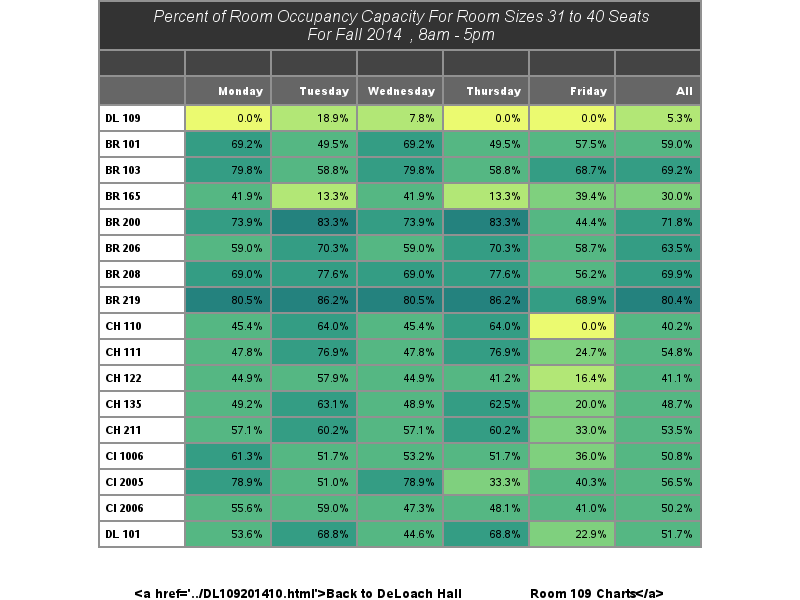 Percent of Room Occupancy Capacity For Room Sizes 31 to 40 Seats
For Fall 2014 , 8am - 5pm
Monday Tuesday Wednesday Thursday Friday All
DL 109 0.0% 18.9% 7.8% 0.0% 0.0% 5.3%
BR 101 69.2% 49.5% 69.2% 49.5% 57.5% 59.0%
BR 103 79.8% 58.8% 79.8% 58.8% 68.7% 69.2%
BR 165 41.9% 13.3% 41.9% 13.3% 39.4% 30.0%
BR 200 73.9% 83.3% 73.9% 83.3% 44.4% 71.8%
BR 206 59.0% 70.3% 59.0% 70.3% 58.7% 63.5%
BR 208 69.0% 77.6% 69.0% 77.6% 56.2% 69.9%
BR 219 80.5% 86.2% 80.5% 86.2% 68.9% 80.4%
CH 110 45.4% 64.0% 45.4% 64.0% 0.0% 40.2%
CH 111 47.8% 76.9% 47.8% 76.9% 24.7% 54.8%
CH 122 44.9% 57.9% 44.9% 41.2% 16.4% 41.1%
CH 135 49.2% 63.1% 48.9% 62.5% 20.0% 48.7%
CH 211 57.1% 60.2% 57.1% 60.2% 33.0% 53.5%
CI 1006 61.3% 51.7% 53.2% 51.7% 36.0% 50.8%
CI 2005 78.9% 51.0% 78.9% 33.3% 40.3% 56.5%
CI 2006 55.6% 59.0% 47.3% 48.1% 41.0% 50.2%
DL 101 53.6% 68.8% 44.6% 68.8% 22.9% 51.7%
<a href='../DL109201410.html'>Back to DeLoach Hall Room 109 Charts</a>